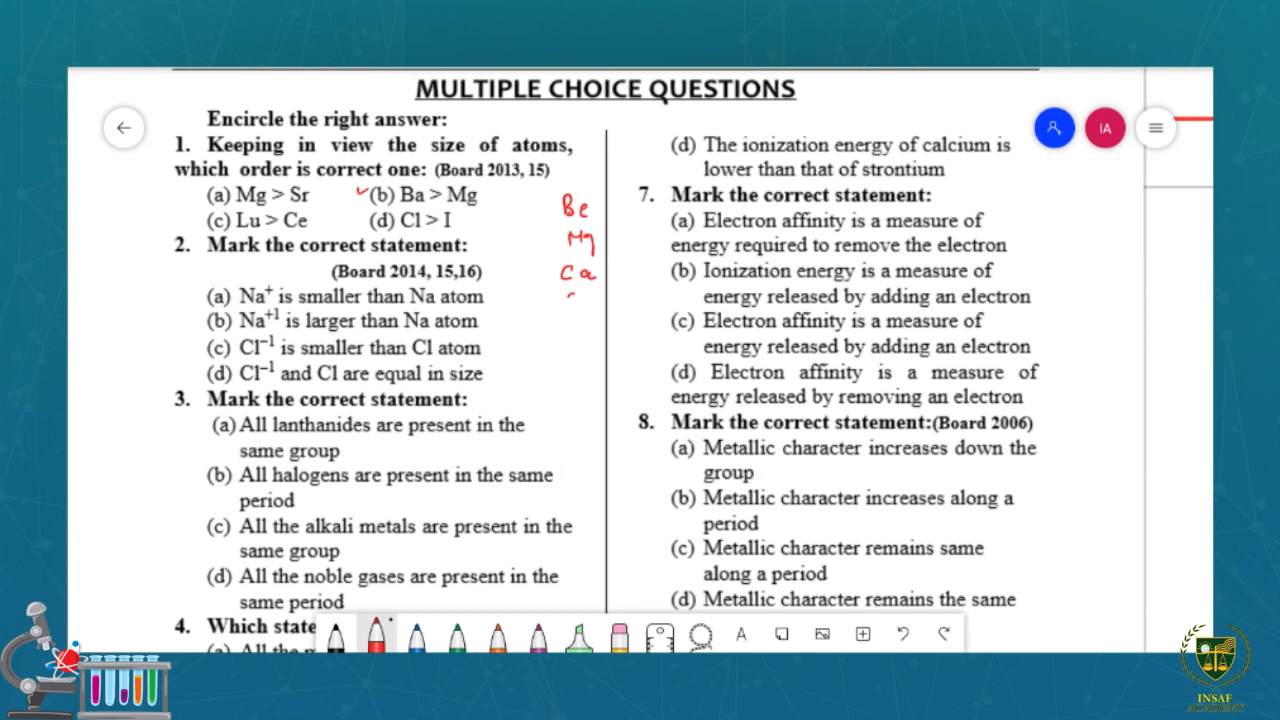 MULTIPLE CHOICE QUESTIONS
Encircle the right answer:
1. Keeping in view the size of atoms,
which order is correct one: (Board 2013, 15)
(a) Mg > Sr (b) Ba > Mg
(c) Lu > Ce (d) Cl > I
2. Mark the correct statement:
(Board 2014, 15,16)
(a) Na⁺ is smaller than Na atom
(b) Na⁺¹ is larger than Na atom
(c) Cl⁻¹ is smaller than Cl atom
(d) Cl⁻¹ and Cl are equal in size
3. Mark the correct statement:
(a) All lanthanides are present in the
same group
(b) All halogens are present in the same
period
(c) All the alkali metals are present in the
same group
(d) All the noble gases are present in the
same period
4. Which state
(a) All the
Be
Mg
Ca
(d) The ionization energy of calcium is
lower than that of strontium
7. Mark the correct statement:
(a) Electron affinity is a measure of
energy required to remove the electron
(b) Ionization energy is a measure of
energy released by adding an electron
(c) Electron affinity is a measure of
energy released by adding an electron
(d) Electron affinity is a measure of
energy released by removing an electron
8. Mark the correct statement:(Board 2006)
(a) Metallic character increases down the
group
(b) Metallic character increases along a
period
(c) Metallic character remains same
along a period
(d) Metallic character remains the same
IA
A
INSAF
ACADEMY